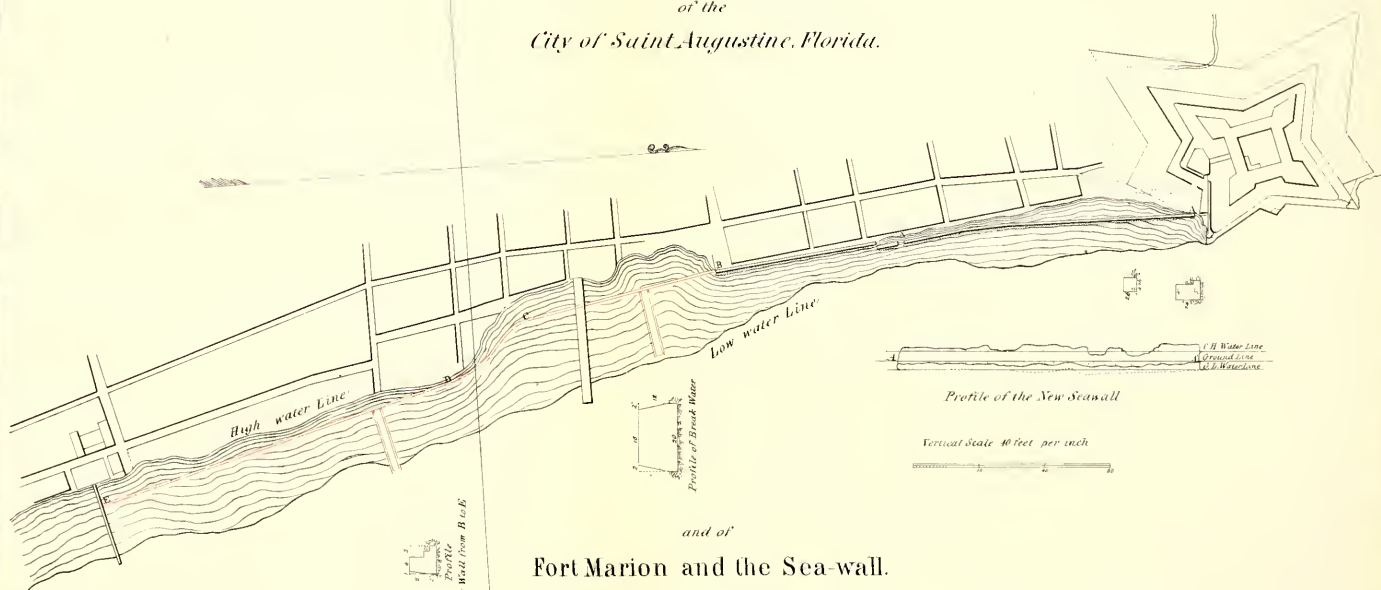 of the
City of Saint Augustine, Florida.
B
C
D
E
High water Line
Low water Line
Profile of Break Water
Profile
Wall from B to E
H Water Line
Ground Line
L. Water Line
Profile of the New Seawall
Vertical Scale 40 feet per inch
and of
Fort Marion and the Sea-wall.